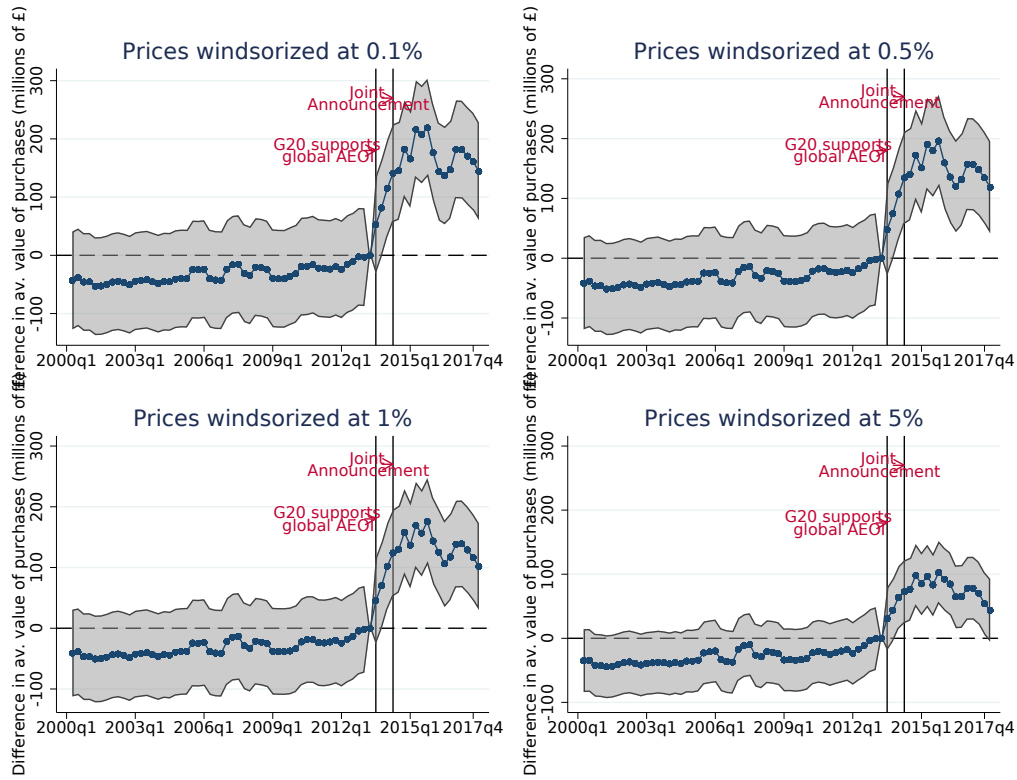 Prices windsorized at 0.1%
Difference in av. value of purchases (millions of £)
300
200
100
0
-100
Joint
Announcement
G20 supports
global AEOI
2000q1 2003q1 2006q1 2009q1 2012q1 2015q1 2017q4
Prices windsorized at 0.5%
Difference in av. value of purchases (millions of £)
300
200
100
0
-100
Joint
Announcement
G20 supports
global AEOI
2000q1 2003q1 2006q1 2009q1 2012q1 2015q1 2017q4
Prices windsorized at 1%
Difference in av. value of purchases (millions of £)
300
200
100
0
-100
Joint
Announcement
G20 supports
global AEOI
2000q1 2003q1 2006q1 2009q1 2012q1 2015q1 2017q4
Prices windsorized at 5%
Difference in av. value of purchases (millions of £)
300
200
100
0
-100
Joint
Announcement
G20 supports
global AEOI
2000q1 2003q1 2006q1 2009q1 2012q1 2015q1 2017q4